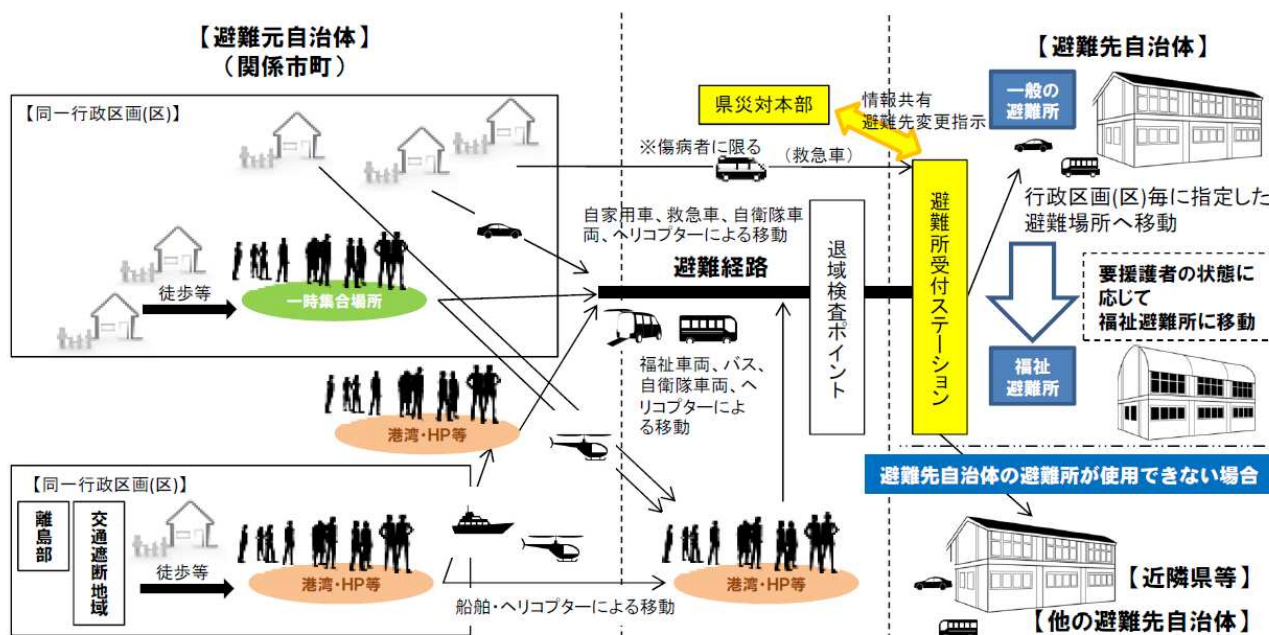 【避難元自治体】
(関係市町)
【同一行政区画(区)】
徒歩等
一時集合場所
港湾・HP等
【同一行政区画(区)】
離島部
交通遮断地域
徒歩等
港湾・HP等
船舶・ヘリコプターによる移動
港湾・HP等
県災対本部
情報共有
避難先変更指示
※傷病者に限る
(救急車)
自家用車、救急車、自衛隊車
両、ヘリコプターによる移動
避難経路
福祉車両、バス、
自衛隊車両、ヘ
リコプターによ
る移動
退域検査ポイント
避難所受付ステーション
【避難先自治体】
一般の
避難所
行政区画(区)毎に指定した
避難場所へ移動
要援護者の状態に
応じて
福祉避難所に移動
福祉
避難所
避難先自治体の避難所が使用できない場合
【近隣県等】
【他の避難先自治体】